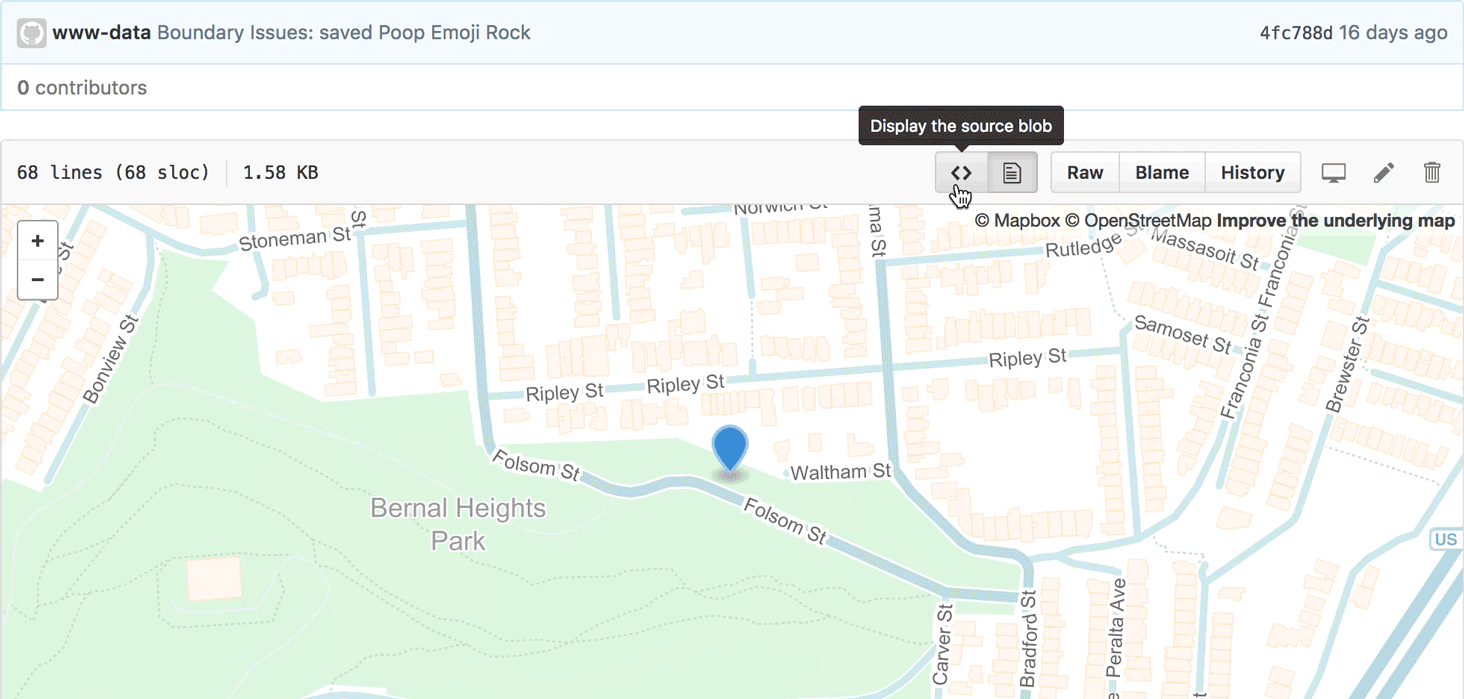 www-data Boundary Issues: saved Poop Emoji Rock 4fc788d 16 days ago
0 contributors
Display the source blob
68 lines (68 sloc) 1.58 KB <> Raw Blame History
© Mapbox © OpenStreetMap Improve the underlying map
+
−
Norwich St
Stoneman St
St
St
Rutledge St
Massasoit St
Franconia St
Bonview St
Samoset St
Franconia St
Brewster St
Ripley St
Ripley St
Ripley St
Folsom St
Waltham St
Bernal Heights
Park
Folsom St
US
Carver St
Bradford St
Peralta Ave